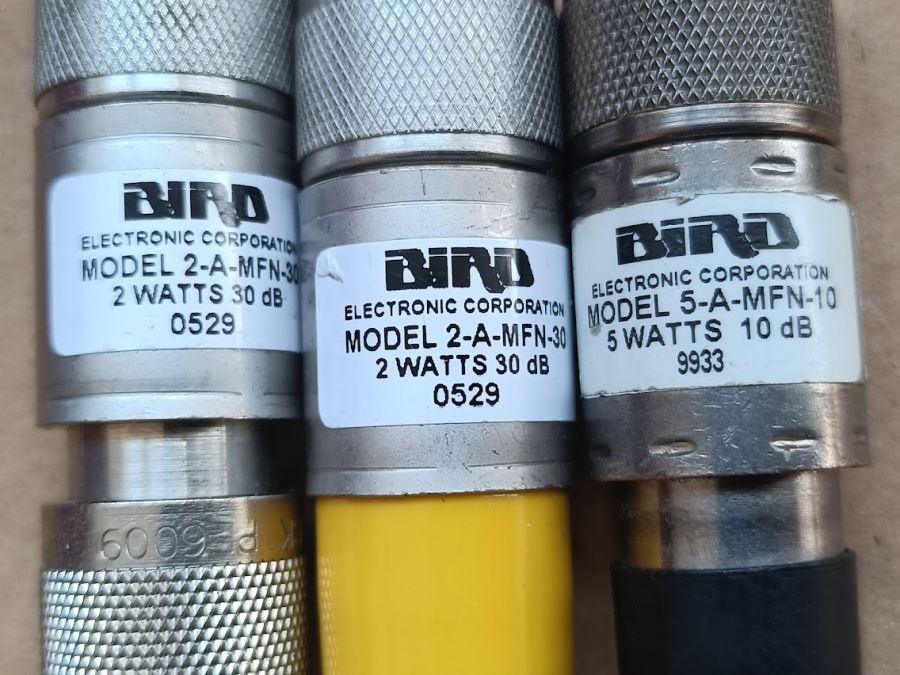 BIRD
ELECTRONIC CORPORATION
MODEL 2-A-MFN-30
2 WATTS 30 dB
0529
BIRD
ELECTRONIC CORPORATION
MODEL 2-A-MFN-30
2 WATTS 30 dB
0529
BIRD
ELECTRONIC CORPORATION
MODEL 5-A-MFN-10
5 WATTS 10 dB
9933
6009